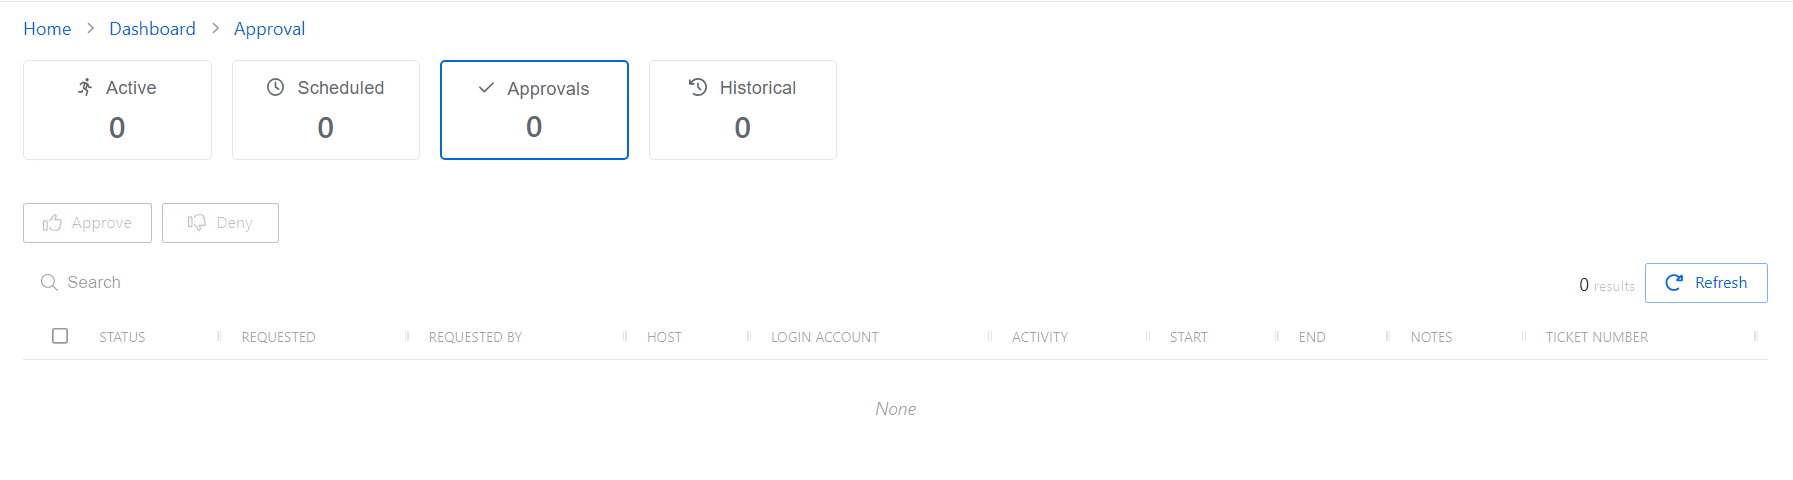 Home > Dashboard > Approval
Active Scheduled Approvals Historical
0 0 0 0
Approve Deny
Search 0 results Refresh
STATUS REQUESTED REQUESTED BY HOST LOGIN ACCOUNT ACTIVITY START END NOTES TICKET NUMBER
None